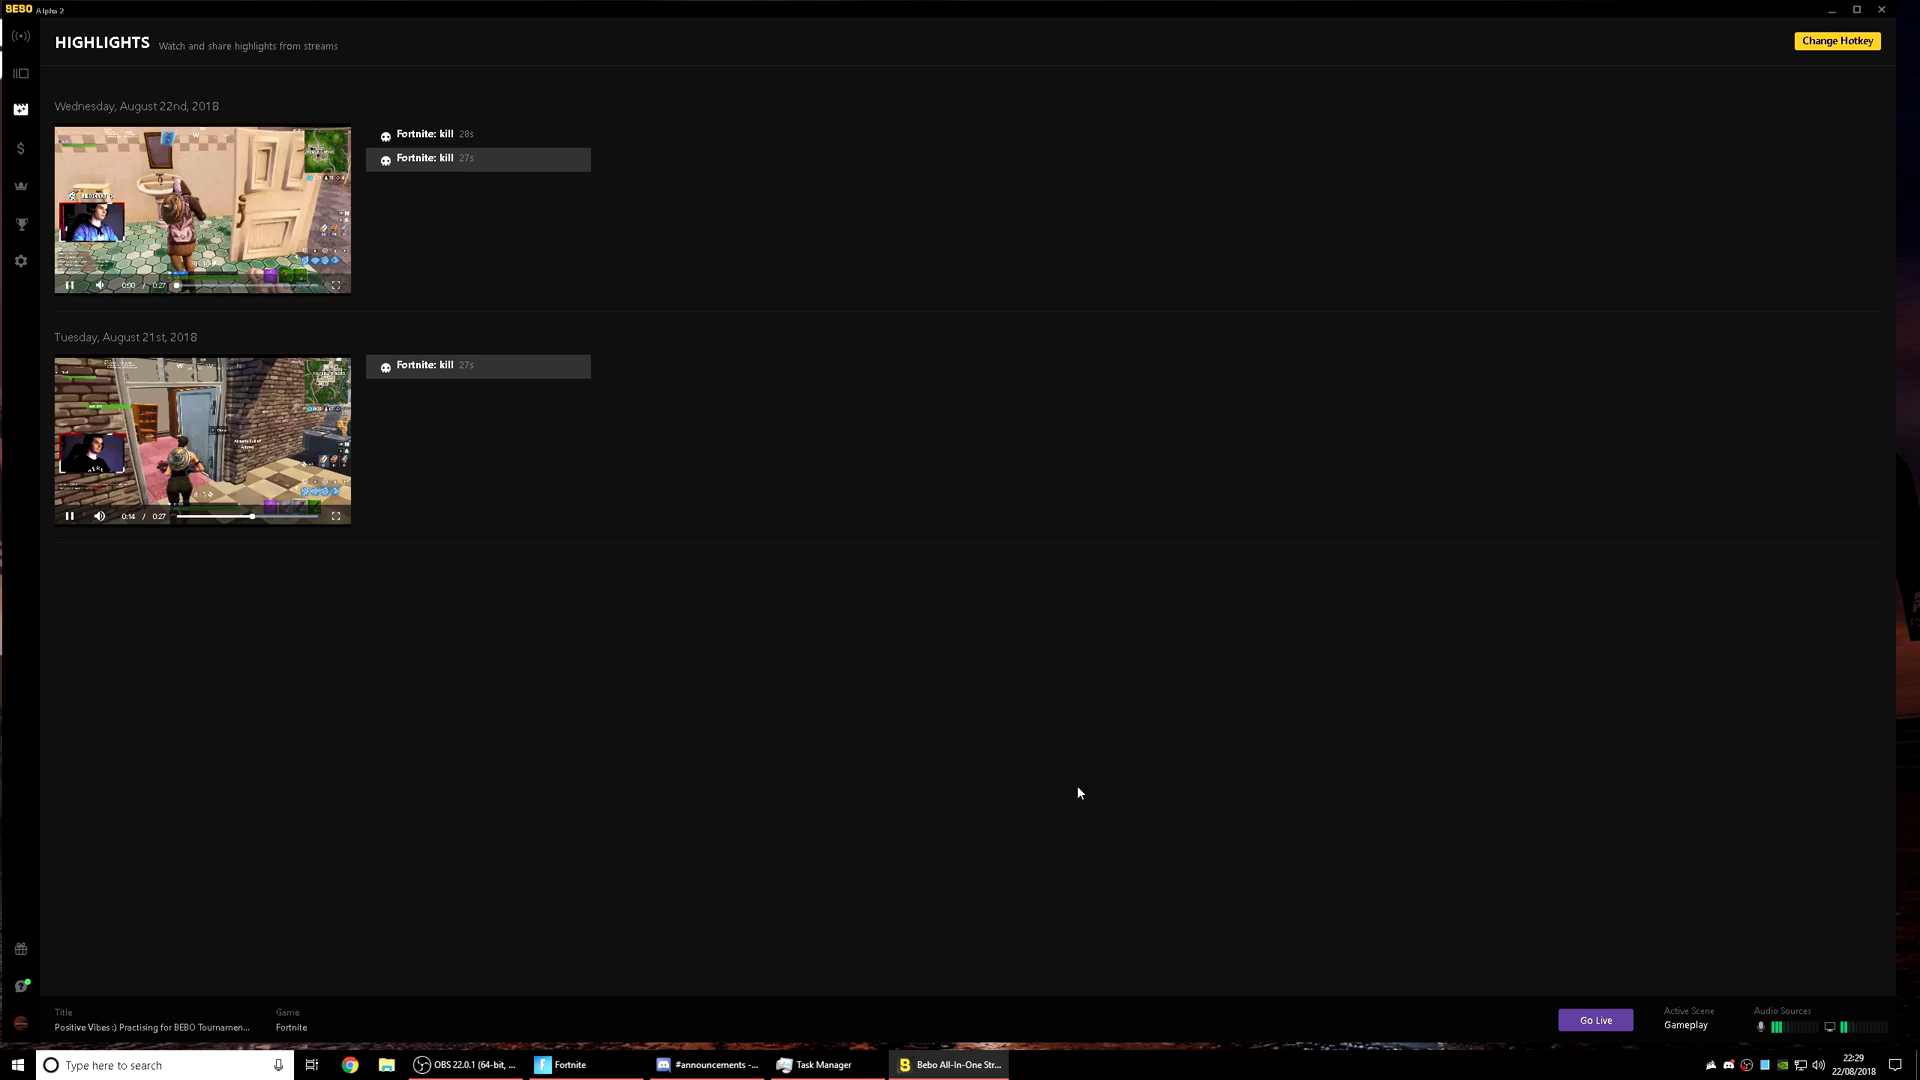 BEBO Alpha 2
HIGHLIGHTS Watch and share highlights from streams
Change Hotkey
Wednesday, August 22nd, 2018
Fortnite: kill 28s
Fortnite: kill 27s
W
0:00 / 0:27
Tuesday, August 21st, 2018
Fortnite: kill 27s
W
0:14 / 0:27
Title
Positive Vibes :) Practising for BEBO Tournamen...
Game
Fortnite
Go Live
Active Scene
Gameplay
Audio Sources
Type here to search
OBS 22.0.1 (64-bit, ...
Fortnite
#announcements -...
Task Manager
Bebo All-In-One Str...
22:29
22/08/2018